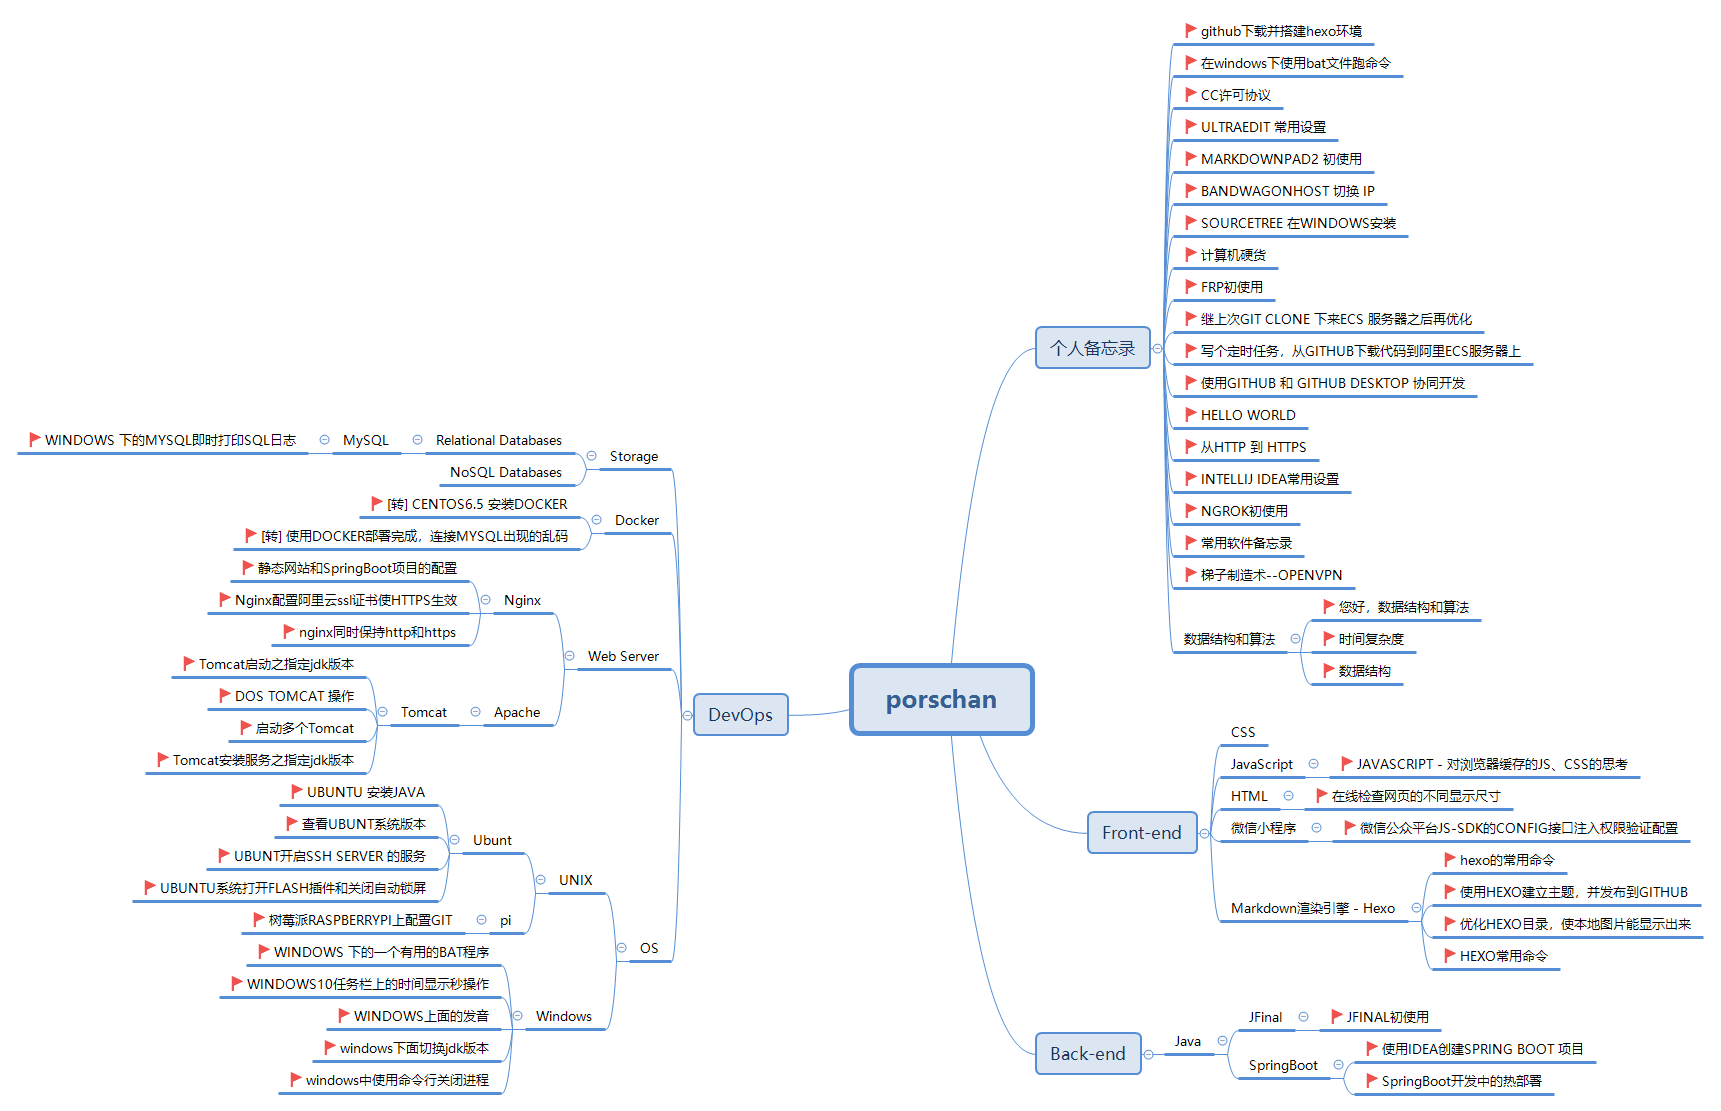 porschan
个人备忘录
github下载并搭建hexo环境
在windows下使用bat文件跑命令
CC许可协议
ULTRAEDIT 常用设置
MARKDOWNPAD2 初使用
BANDWAGONHOST 切换 IP
SOURCETREE 在WINDOWS安装
计算机硬货
FRP初使用
继上次GIT CLONE 下来ECS 服务器之后再优化
写个定时任务，从GITHUB下载代码到阿里ECS服务器上
使用GITHUB 和 GITHUB DESKTOP 协同开发
HELLO WORLD
从HTTP 到 HTTPS
INTELLIJ IDEA常用设置
NGROK初使用
常用软件备忘录
梯子制造术--OPENVPN
数据结构和算法
您好，数据结构和算法
时间复杂度
数据结构
Front-end
CSS
JavaScript
JAVASCRIPT - 对浏览器缓存的JS、CSS的思考
HTML
在线检查网页的不同显示尺寸
微信小程序
微信公众平台JS-SDK的CONFIG接口注入权限验证配置
Markdown渲染引擎 - Hexo
hexo的常用命令
使用HEXO建立主题，并发布到GITHUB
优化HEXO目录，使本地图片能显示出来
HEXO常用命令
Back-end
Java
JFinal
JFINAL初使用
SpringBoot
使用IDEA创建SPRING BOOT 项目
SpringBoot开发中的热部署
DevOps
Storage
Relational Databases
MySQL
WINDOWS 下的MYSQL即时打印SQL日志
NoSQL Databases
Docker
[转] CENTOS6.5 安装DOCKER
[转] 使用DOCKER部署完成，连接MYSQL出现的乱码
Web Server
Nginx
静态网站和SpringBoot项目的配置
Nginx配置阿里云ssl证书使HTTPS生效
nginx同时保持http和https
Apache
Tomcat
Tomcat启动之指定jdk版本
DOS TOMCAT 操作
启动多个Tomcat
Tomcat安装服务之指定jdk版本
OS
UNIX
Ubunt
UBUNTU 安装JAVA
查看UBUNT系统版本
UBUNT开启SSH SERVER 的服务
UBUNTU系统打开FLASH插件和关闭自动锁屏
pi
树莓派RASPBERRYPI上配置GIT
Windows
WINDOWS 下的一个有用的BAT程序
WINDOWS10任务栏上的时间显示秒操作
WINDOWS上面的发音
windows下面切换jdk版本
windows中使用命令行关闭进程